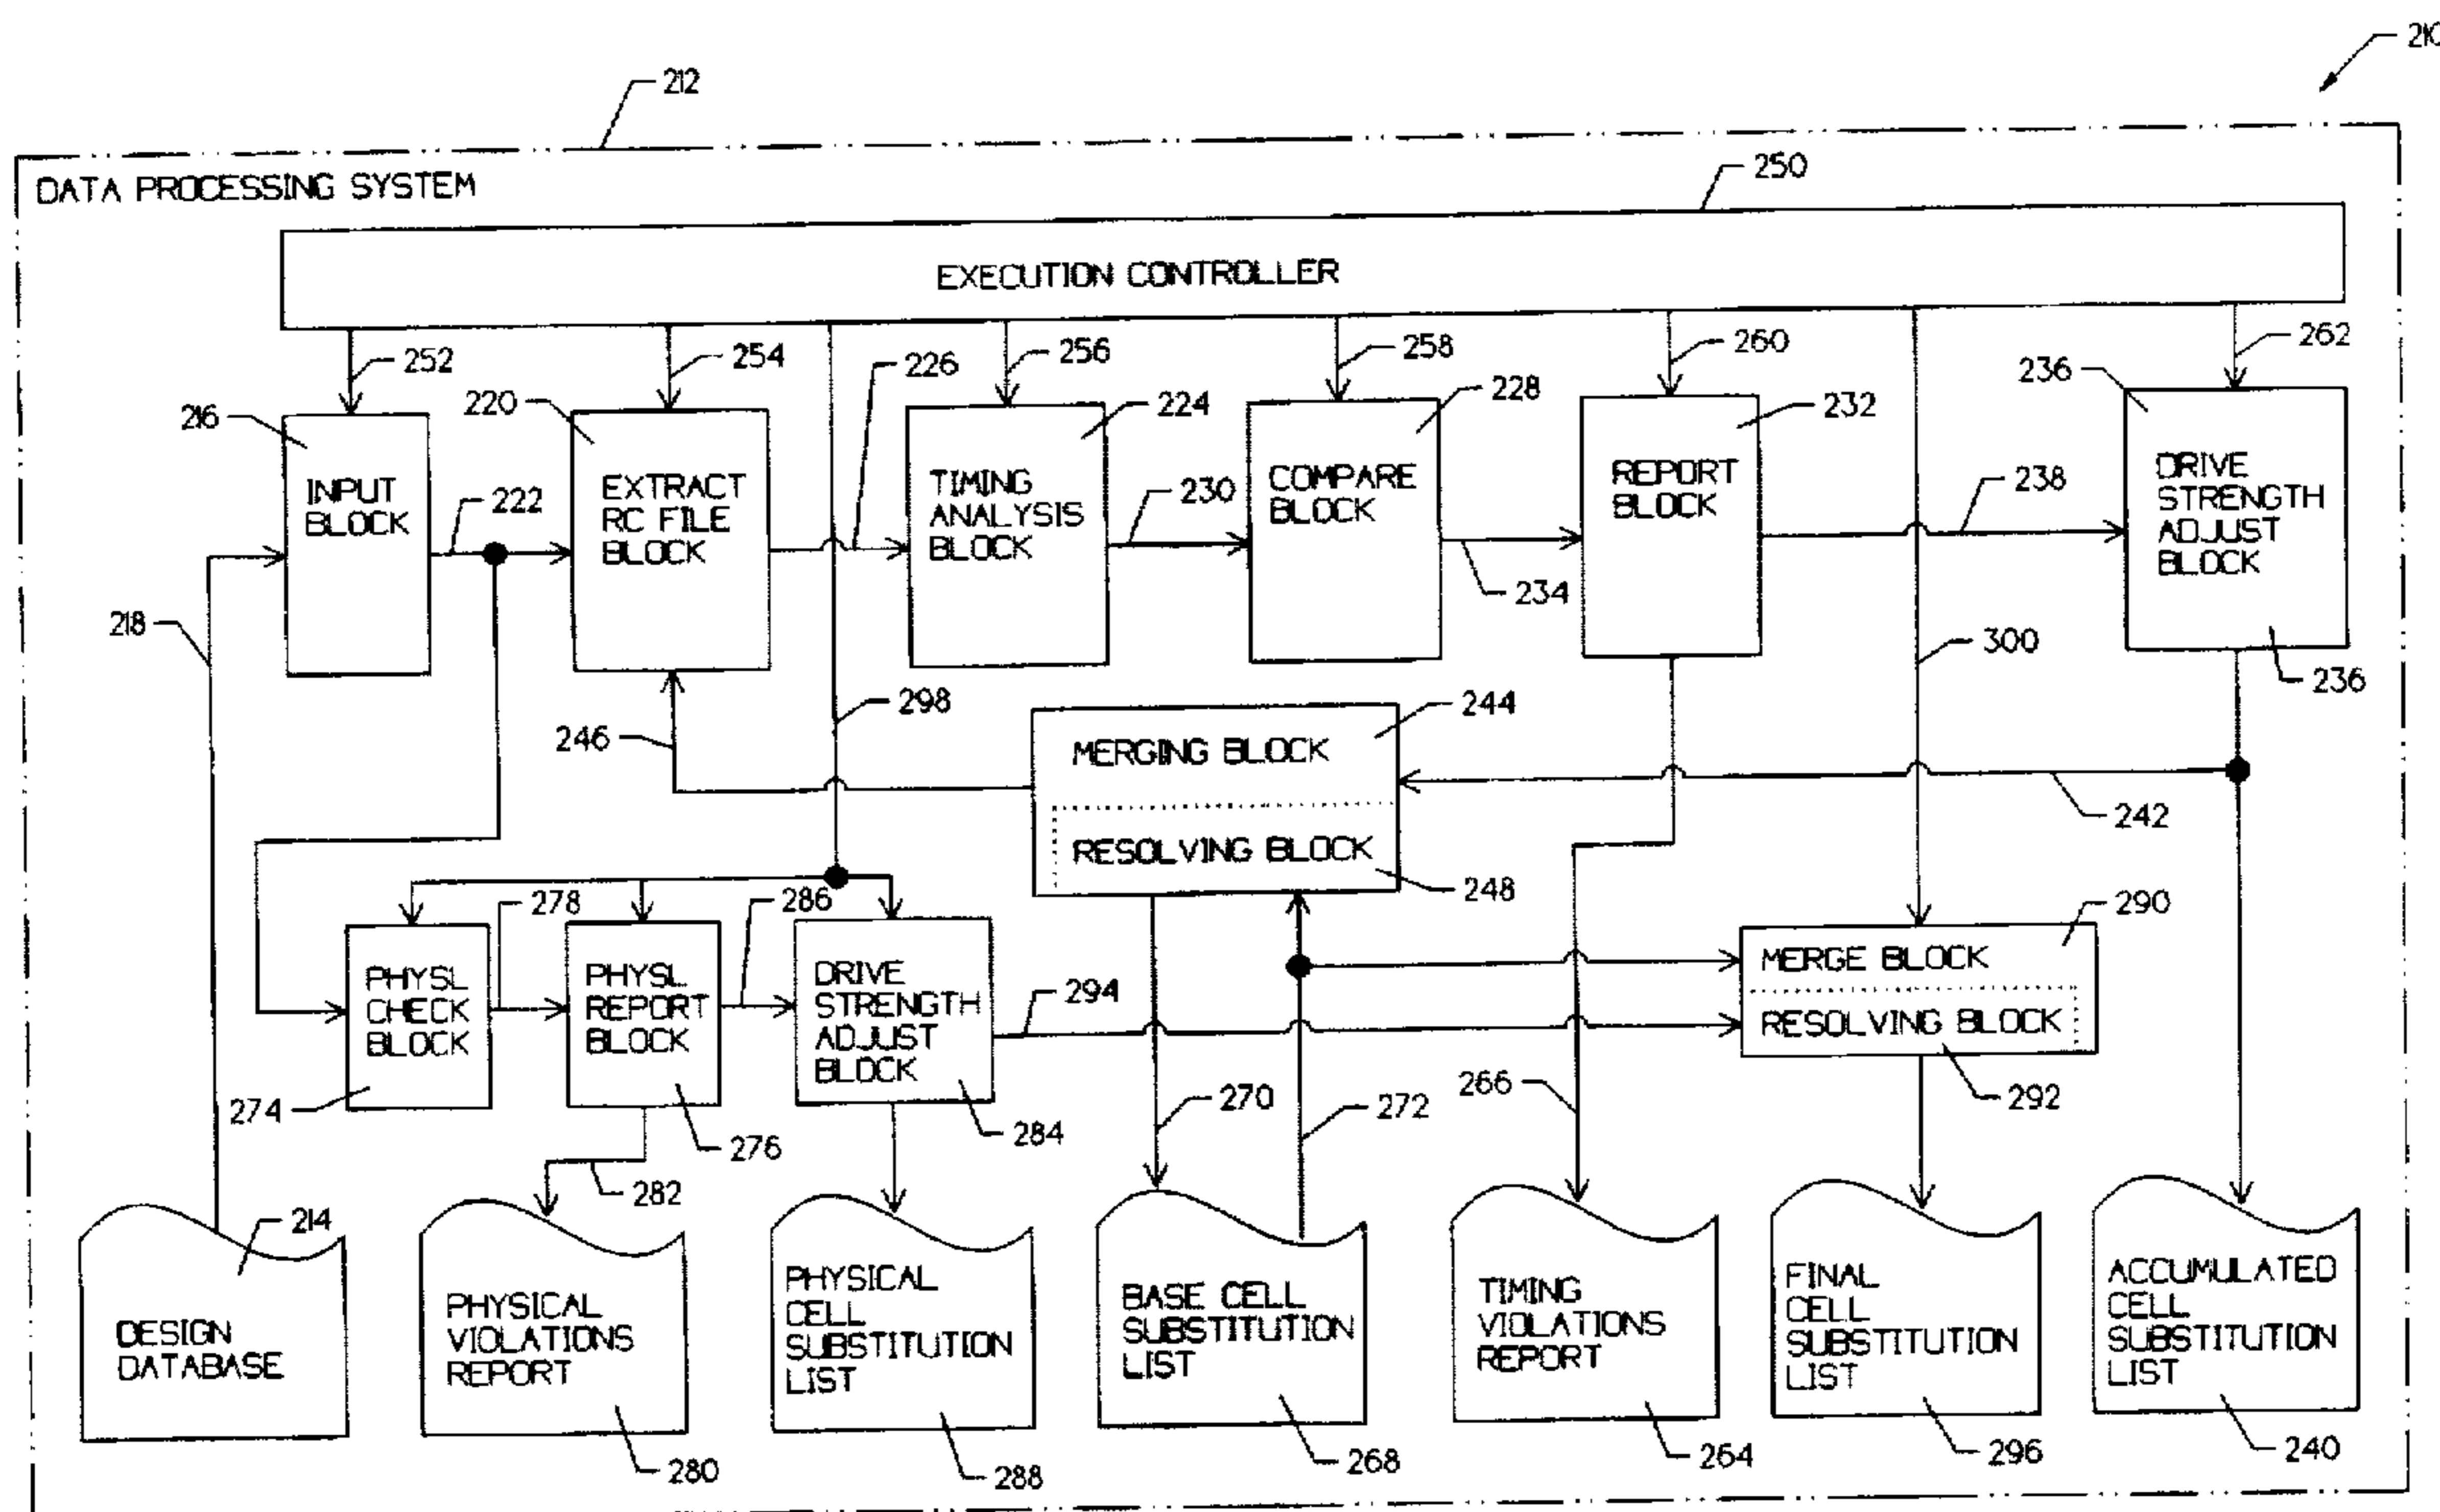 210
212
DATA PROCESSING SYSTEM
250
EXECUTION CONTROLLER
252
254
226
256
258
260
262
216
220
224
228
232
236
INPUT
BLOCK
222
EXTRACT
RC FILE
BLOCK
TIMING
ANALYSIS
BLOCK
230
COMPARE
BLOCK
234
REPORT
BLOCK
238
DRIVE
STRENGTH
ADJUST
BLOCK
236
218
300
298
246
244
MERGING BLOCK
RESOLVING BLOCK
248
242
278
286
290
PHYSL
CHECK
BLOCK
274
PHYSL
REPORT
BLOCK
276
DRIVE
STRENGTH
ADJUST
BLOCK
284
294
MERGE BLOCK
RESOLVING BLOCK
292
270
272
266
282
214
DESIGN
DATABASE
PHYSICAL
VIOLATIONS
REPORT
280
PHYSICAL
CELL
SUBSTITUTION
LIST
288
BASE CELL
SUBSTITUTION
LIST
268
TIMING
VIOLATIONS
REPORT
264
FINAL
CELL
SUBSTITUTION
LIST
296
ACCUMULATED
CELL
SUBSTITUTION
LIST
240